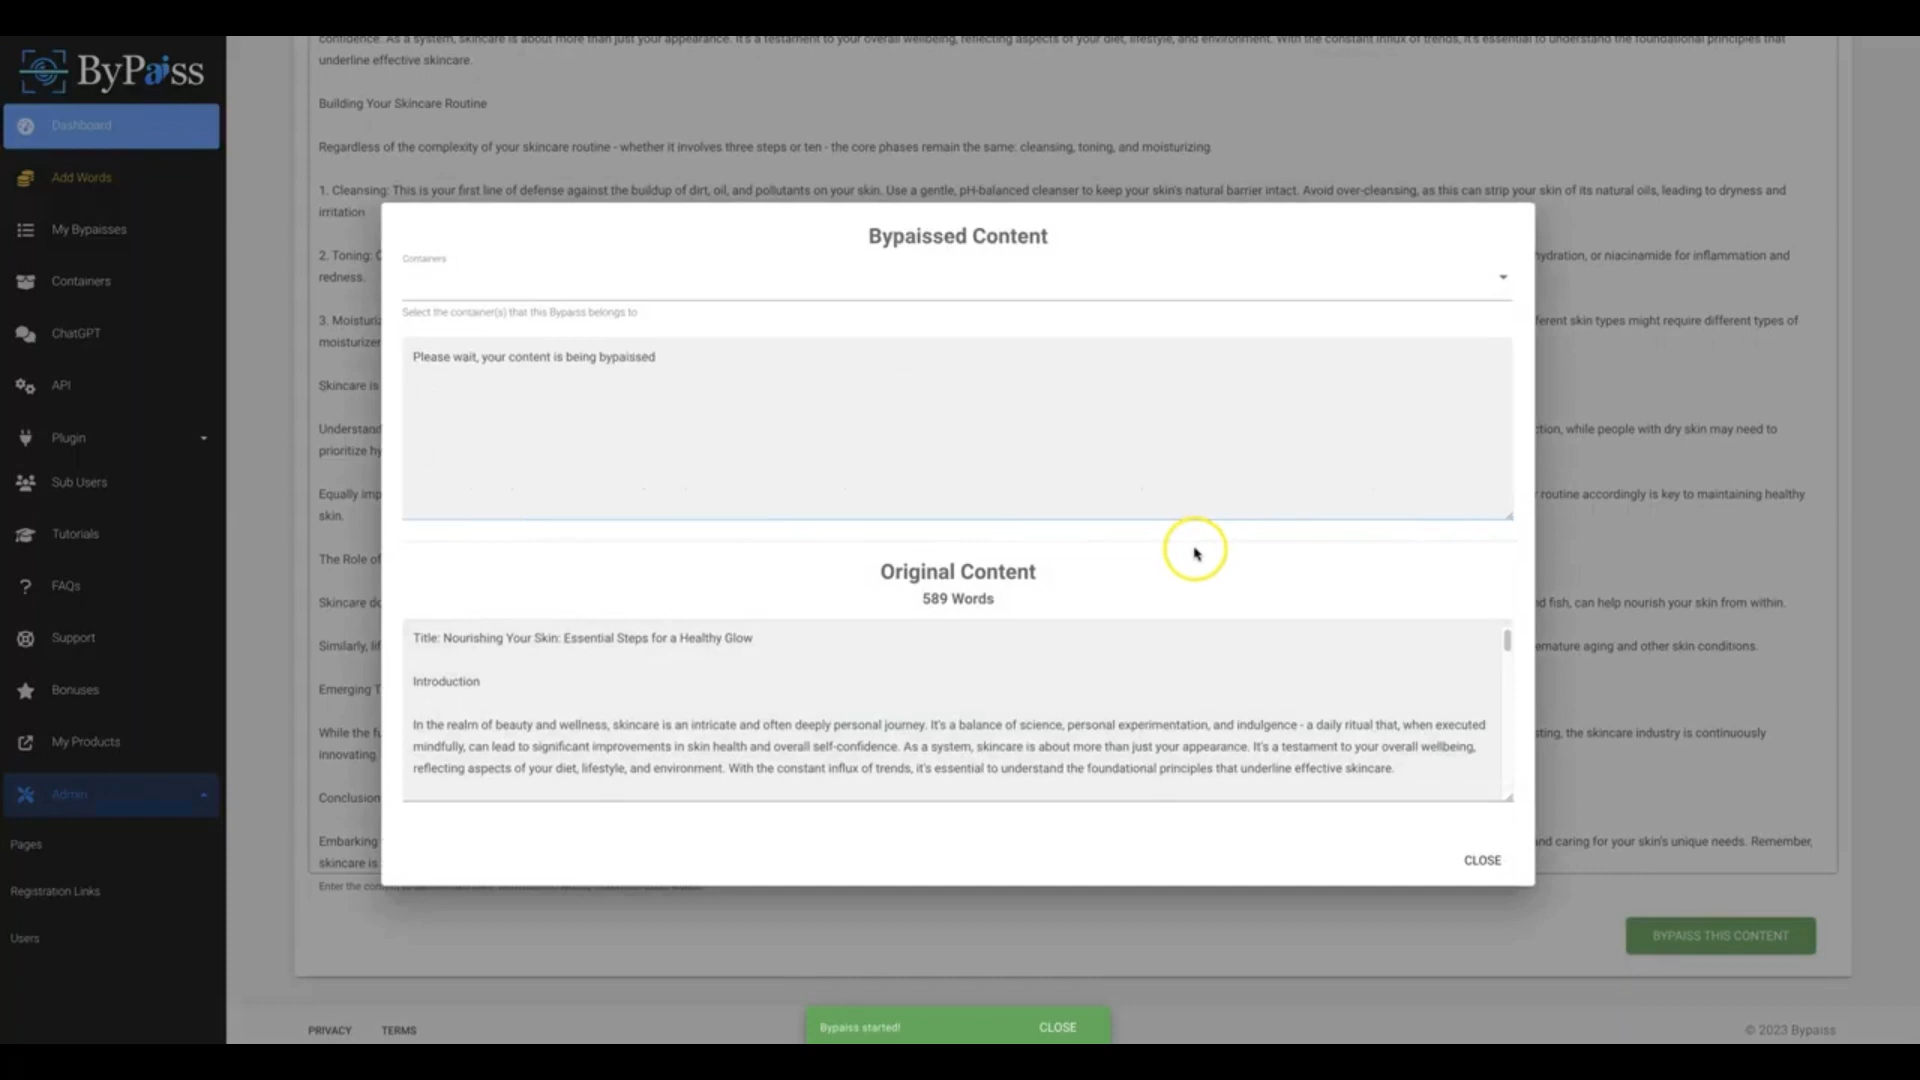 ByPaiss
Dashboard
Add Words
My Bypaisses
Containers
ChatGPT
API
Plugin
Sub Users
Tutorials
FAQs
Support
Bonuses
My Products
Admin
Pages
Registration Links
Users
confidence. As a system, skincare is about more than just your appearance. It's a testament to your overall wellbeing, reflecting aspects of your diet, lifestyle, and environment. With the constant influx of trends, it's essential to understand the foundational principles that
underline effective skincare.
Building Your Skincare Routine
Regardless of the complexity of your skincare routine - whether it involves three steps or ten - the core phases remain the same: cleansing, toning, and moisturizing.
1. Cleansing: This is your first line of defense against the buildup of dirt, oil, and pollutants on your skin. Use a gentle, pH-balanced cleanser to keep your skin's natural barrier intact. Avoid over-cleansing, as this can strip your skin of its natural oils, leading to dryness and
irritation
2. Toning: hydration, or niacinamide for inflammation and
redness.
3. Moisturiz ferent skin types might require different types of
moisturizer
Skincare is
Understand tion, while people with dry skin may need to
prioritize hy
Equally imp routine accordingly is key to maintaining healthy
skin.
The Role of
Skincare do d fish, can help nourish your skin from within.
Similarly, lif emature aging and other skin conditions.
Emerging T
While the fu sting, the skincare industry is continuously
innovating
Conclusion
Embarking and caring for your skin's unique needs. Remember,
skincare is
Enter the
Bypaissed Content
Containers
Select the container(s) that this Bypaiss belongs to
Please wait, your content is being bypaissed
Original Content
589 Words
Title: Nourishing Your Skin: Essential Steps for a Healthy Glow
Introduction
In the realm of beauty and wellness, skincare is an intricate and often deeply personal journey. It's a balance of science, personal experimentation, and indulgence - a daily ritual that, when executed
mindfully, can lead to significant improvements in skin health and overall self-confidence. As a system, skincare is about more than just your appearance. It's a testament to your overall wellbeing,
reflecting aspects of your diet, lifestyle, and environment. With the constant influx of trends, it's essential to understand the foundational principles that underline effective skincare.
CLOSE
BYPAISS THIS CONTENT
PRIVACY TERMS
Bypaiss started! CLOSE
© 2023 Bypaiss